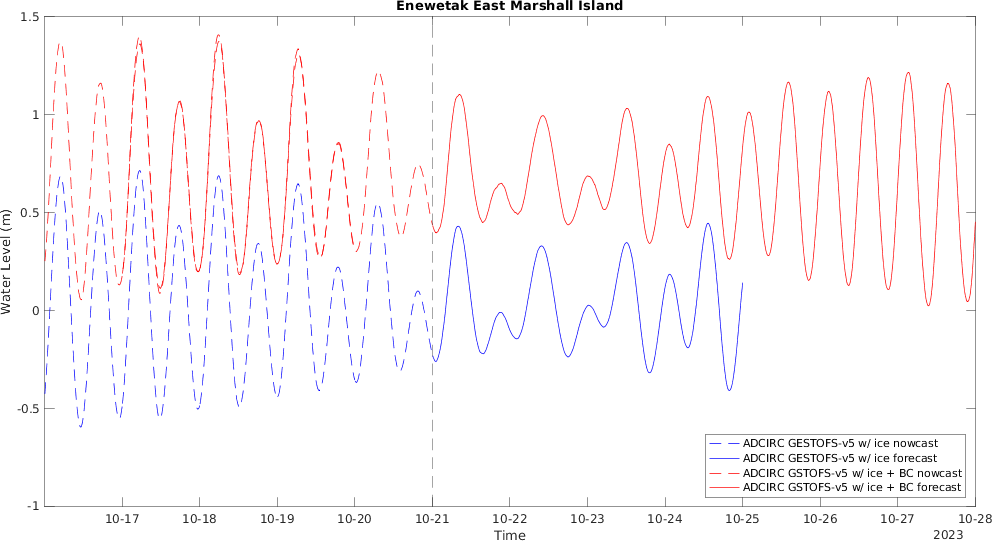 Enewetak East Marshall Island
1.5
1
0.5
0
-0.5
-1
Water Level (m)
ADCIRC GESTOFS-v5 w/ ice nowcast
ADCIRC GESTOFS-v5 w/ ice forecast
ADCIRC GSTOFS-v5 w/ ice + BC nowcast
ADCIRC GSTOFS-v5 w/ ice + BC forecast
10-17 10-18 10-19 10-20 10-21 10-22 10-23 10-24 10-25 10-26 10-27 10-28
Time
2023